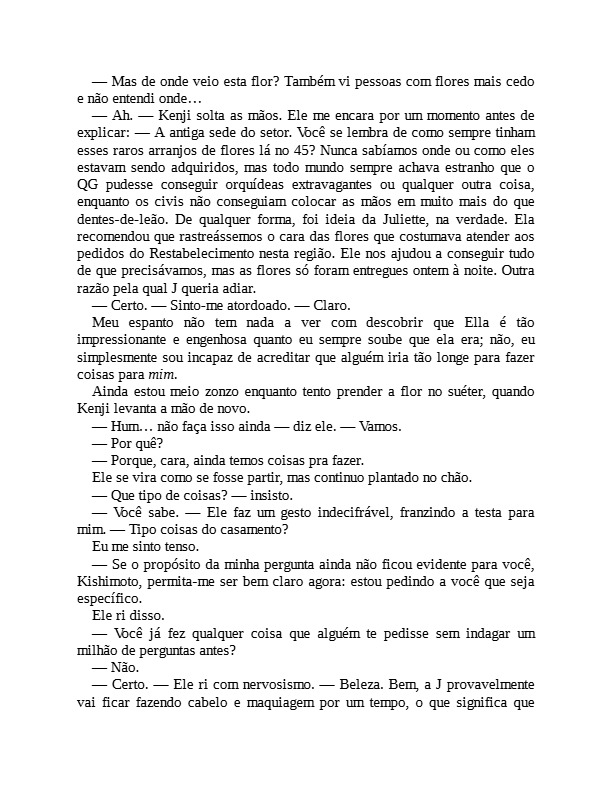 — Mas de onde veio esta flor? Também vi pessoas com flores mais cedo
e não entendi onde…
— Ah. — Kenji solta as mãos. Ele me encara por um momento antes de
explicar: — A antiga sede do setor. Você se lembra de como sempre tinham
esses raros arranjos de flores lá no 45? Nunca sabíamos onde ou como eles
estavam sendo adquiridos, mas todo mundo sempre achava estranho que o
QG pudesse conseguir orquídeas extravagantes ou qualquer outra coisa,
enquanto os civis não conseguiam colocar as mãos em muito mais do que
dentes-de-leão. De qualquer forma, foi ideia da Juliette, na verdade. Ela
recomendou que rastreássemos o cara das flores que costumava atender aos
pedidos do Restabelecimento nesta região. Ele nos ajudou a conseguir tudo
de que precisávamos, mas as flores só foram entregues ontem à noite. Outra
razão pela qual J queria adiar.
— Certo. — Sinto-me atordoado. — Claro.
Meu espanto não tem nada a ver com descobrir que Ella é tão
impressionante e engenhosa quanto eu sempre soube que ela era; não, eu
simplesmente sou incapaz de acreditar que alguém iria tão longe para fazer
coisas para mim.
Ainda estou meio zonzo enquanto tento prender a flor no suéter, quando
Kenji levanta a mão de novo.
— Hum… não faça isso ainda — diz ele. — Vamos.
— Por quê?
— Porque, cara, ainda temos coisas pra fazer.
Ele se vira como se fosse partir, mas continuo plantado no chão.
— Que tipo de coisas? — insisto.
— Você sabe. — Ele faz um gesto indecifrável, franzindo a testa para
mim. — Tipo coisas do casamento?
Eu me sinto tenso.
— Se o propósito da minha pergunta ainda não ficou evidente para você,
Kishimoto, permita-me ser bem claro agora: estou pedindo a você que seja
específico.
Ele ri disso.
— Você já fez qualquer coisa que alguém te pedisse sem indagar um
milhão de perguntas antes?
— Não.
— Certo. — Ele ri com nervosismo. — Beleza. Bem, a J provavelmente
vai ficar fazendo cabelo e maquiagem por um tempo, o que significa que